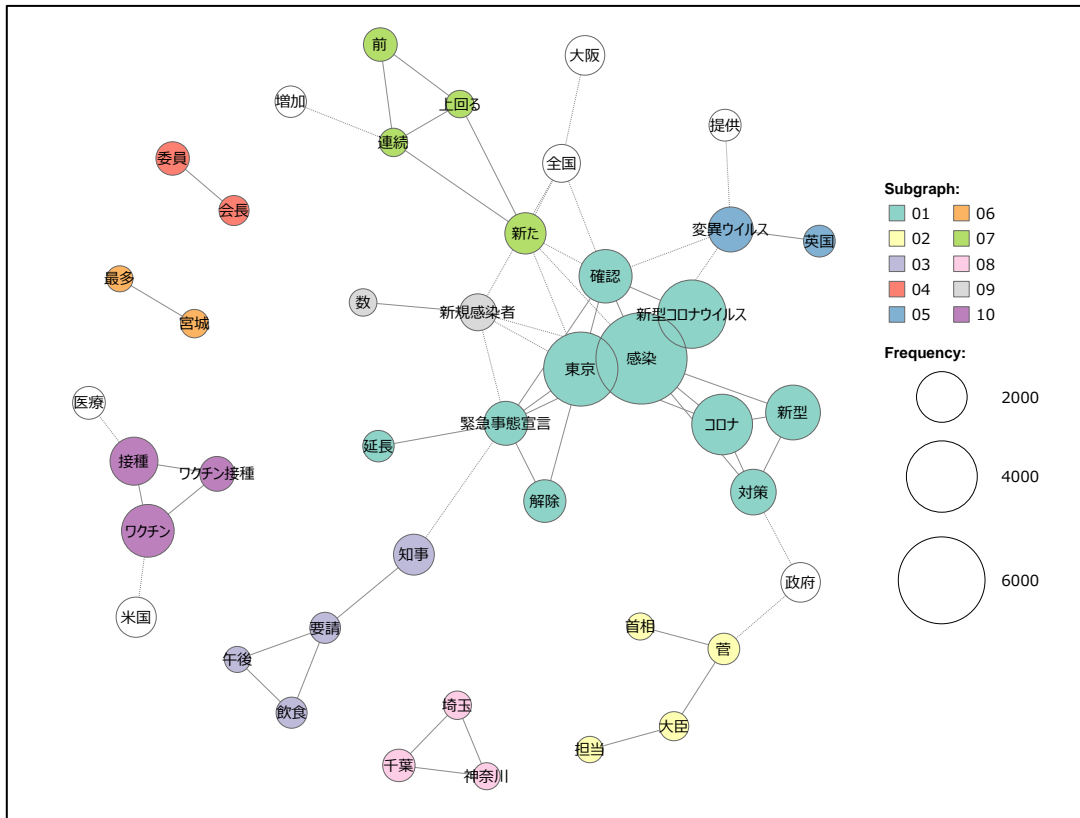 前
大阪
増加
上回る
提供
連続
委員
全国
会長
変異ウイルス
英国
新た
確認
最多
数
新規感染者
新型コロナウイルス
宮城
感染
東京
医療
緊急事態宣言
コロナ
新型
延長
接種
ワクチン接種
対策
解除
ワクチン
知事
政府
米国
要請
首相
菅
午後
飲食
埼玉
大臣
担当
千葉
神奈川
Subgraph:
01 06
02 07
03 08
04 09
05 10
Frequency:
2000
4000
6000